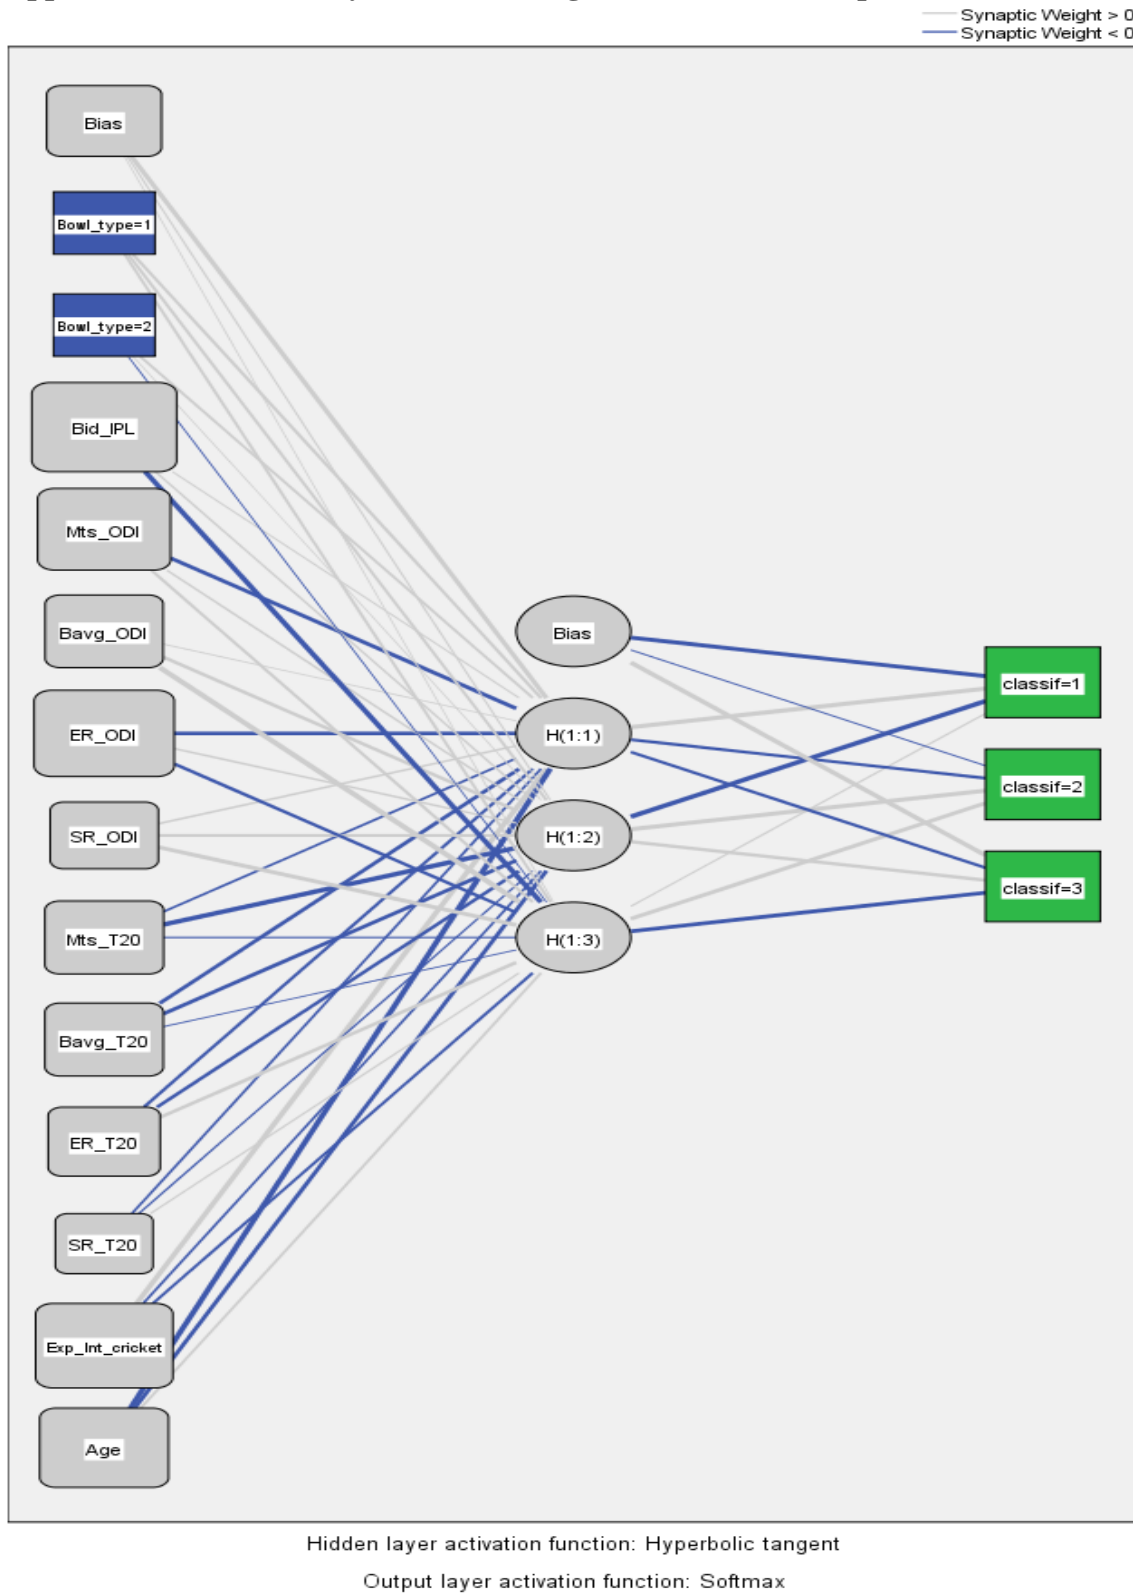 Synaptic Weight > 0
Synaptic Weight < 0
Bias
Bowl_type=1
Bowl_type=2
Bid_IPL
Mts_ODI
Bavg_ODI
ER_ODI
SR_ODI
Mts_T20
Bavg_T20
ER_T20
SR_T20
Exp_Int_cricket
Age
Bias
H(1:1)
H(1:2)
H(1:3)
classif=1
classif=2
classif=3
Hidden layer activation function: Hyperbolic tangent
Output layer activation function: Softmax